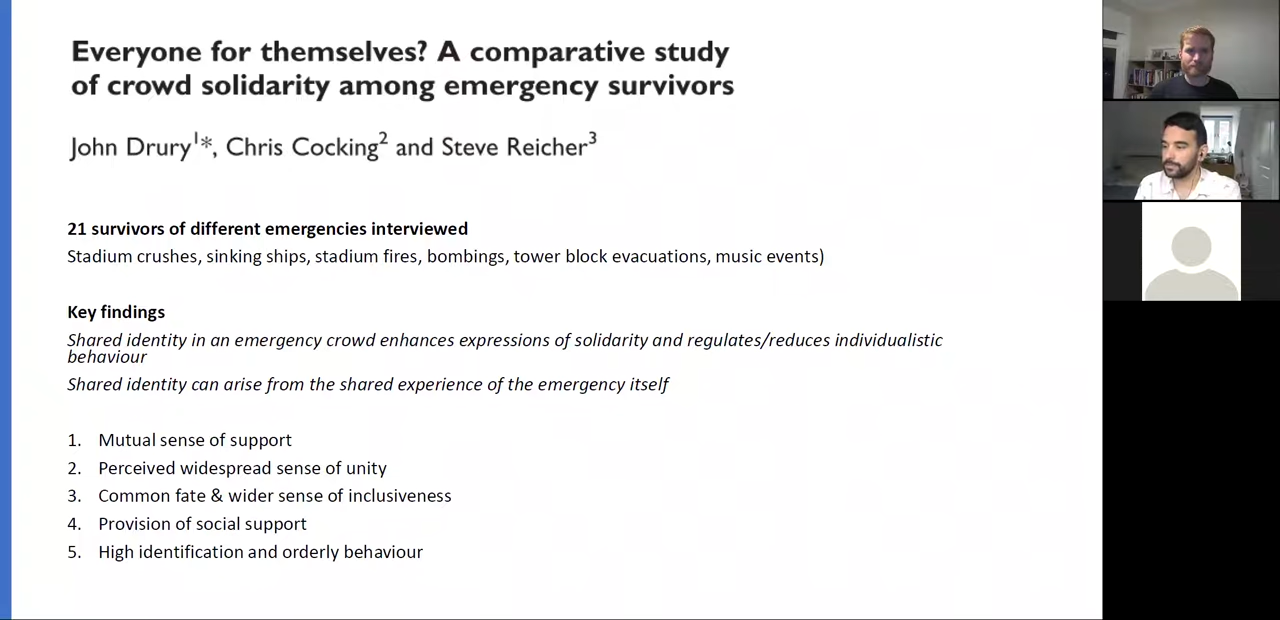 Everyone for themselves? A comparative study
of crowd solidarity among emergency survivors
John Drury¹*, Chris Cocking² and Steve Reicher³
21 survivors of different emergencies interviewed
Stadium crushes, sinking ships, stadium fires, bombings, tower block evacuations, music events)
Key findings
Shared identity in an emergency crowd enhances expressions of solidarity and regulates/reduces individualistic
behaviour
Shared identity can arise from the shared experience of the emergency itself
1. Mutual sense of support
2. Perceived widespread sense of unity
3. Common fate & wider sense of inclusiveness
4. Provision of social support
5. High identification and orderly behaviour